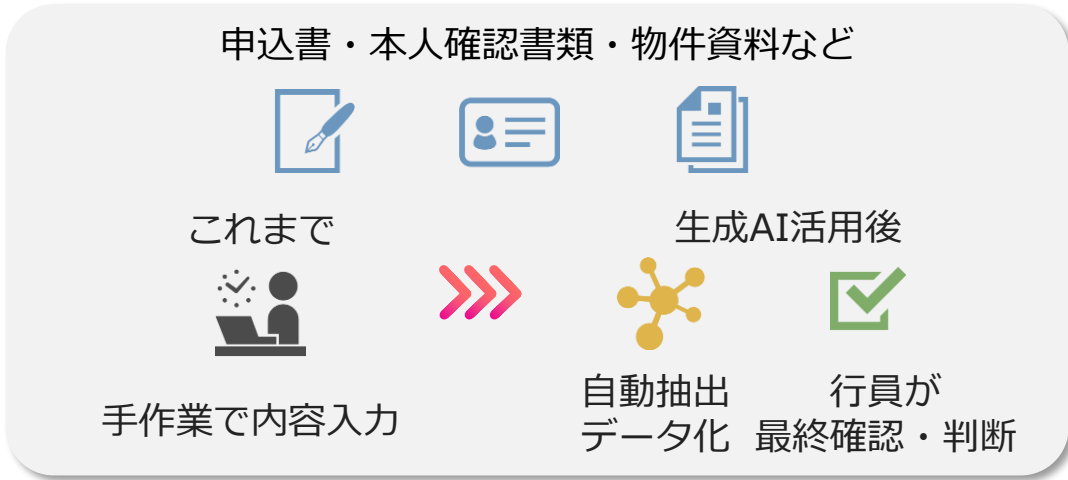 申込書・本人確認書類・物件資料など
これまで
生成AI活用後
手作業で内容入力
自動抽出
データ化
行員が
最終確認・判断